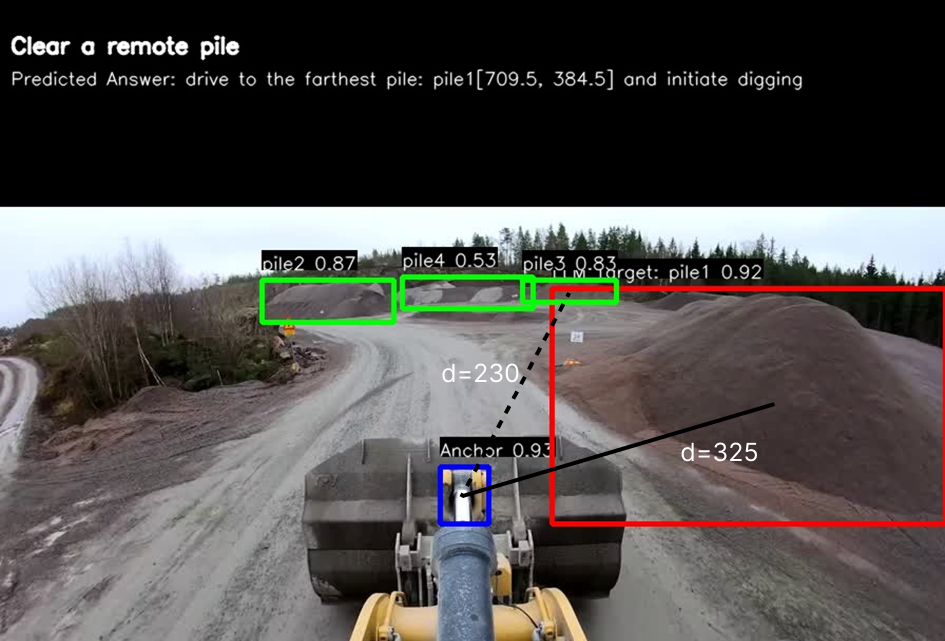 Clear a remote pile
Predicted Answer: drive to the farthest pile: pile1[709.5, 384.5] and initiate digging
pile2 0.87
pile4 0.53
pile3 0.83
Target: pile1 0.92
d=230
Anchor 0.93
d=325